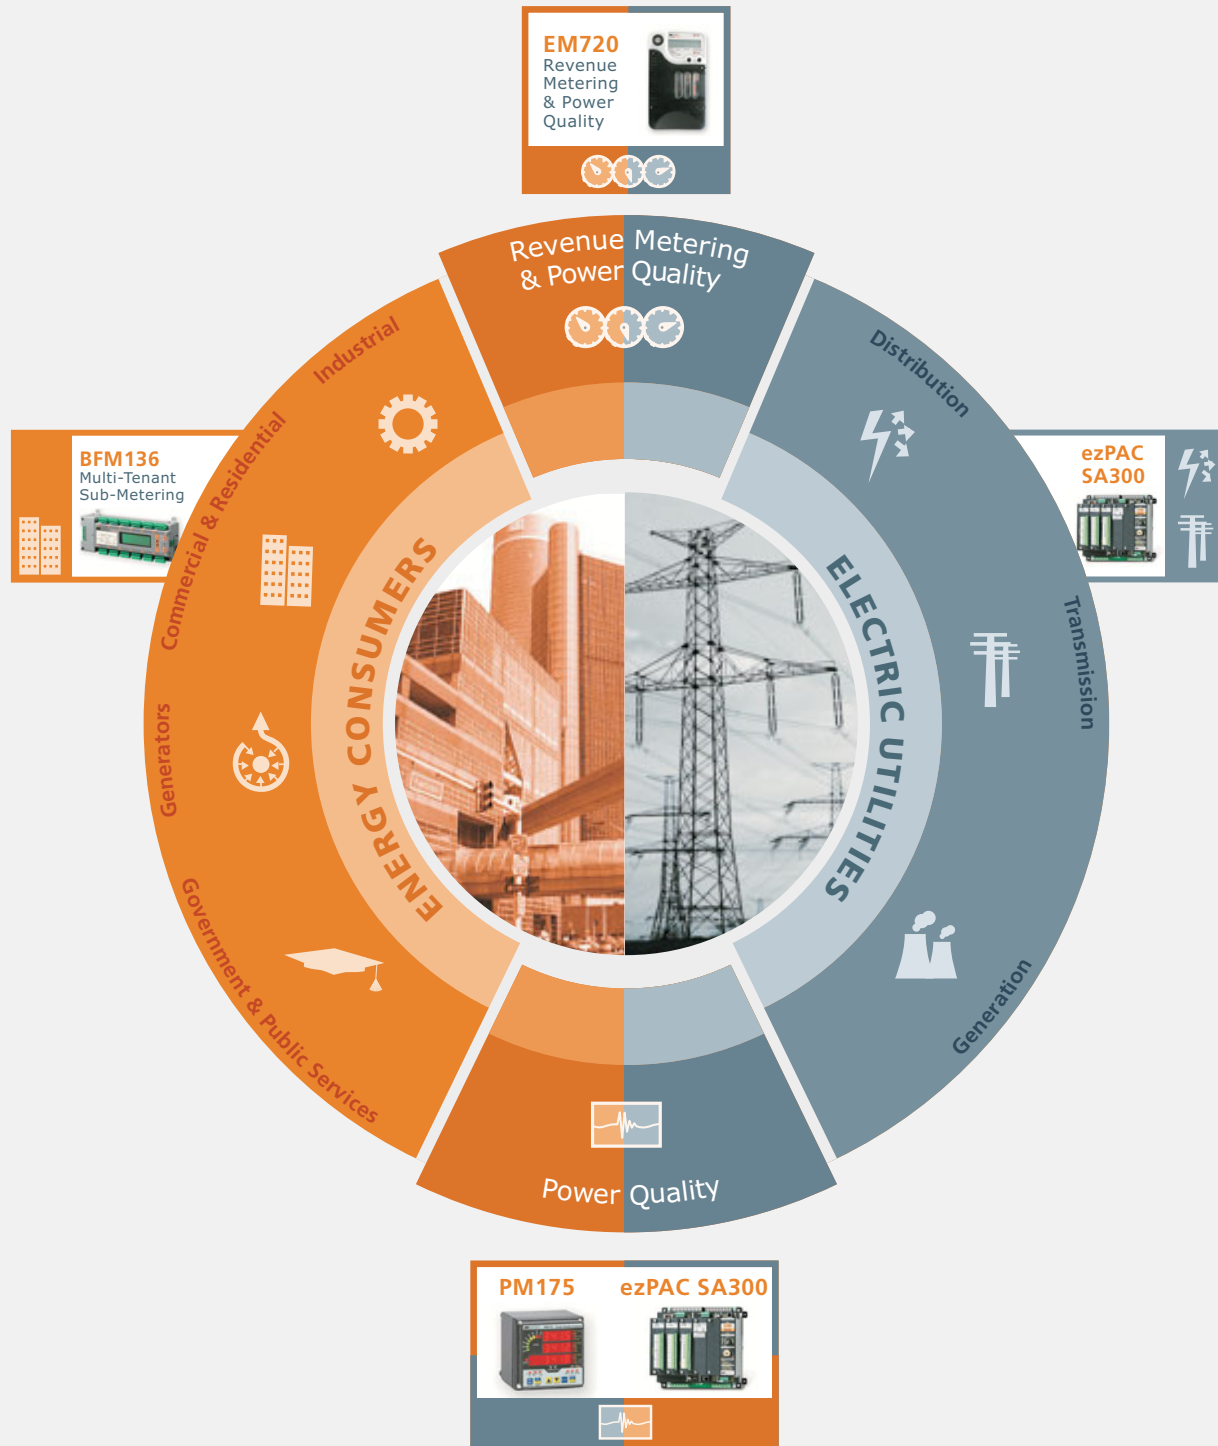 EM720
Revenue
Metering
& Power
Quality
Revenue Metering
& Power Quality
Industrial
Commercial & Residential
Generators
Government & Public Services
ENERGY CONSUMERS
BFM136
Multi-Tenant
Sub-Metering
Distribution
Transmission
Generation
ELECTRIC UTILITIES
ezPAC
SA300
Power Quality
PM175
ezPAC SA300